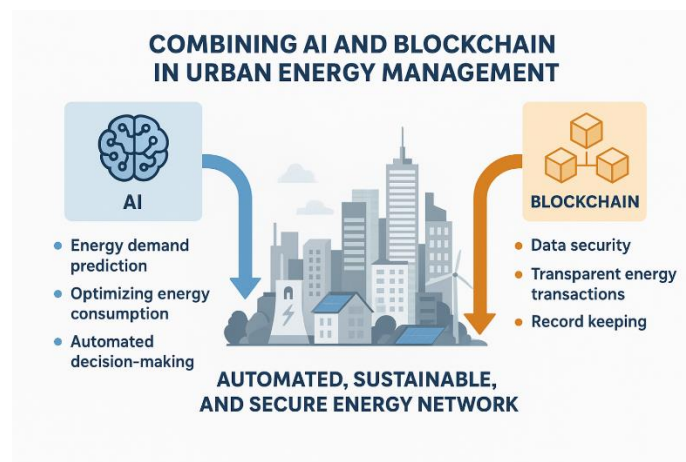 COMBINING AI AND BLOCKCHAIN
IN URBAN ENERGY MANAGEMENT
AI
Energy demand
prediction
Optimizing energy
consumption
Automated
decision-making
BLOCKCHAIN
Data security
Transparent energy
transactions
Record keeping
AUTOMATED, SUSTAINABLE,
AND SECURE ENERGY NETWORK